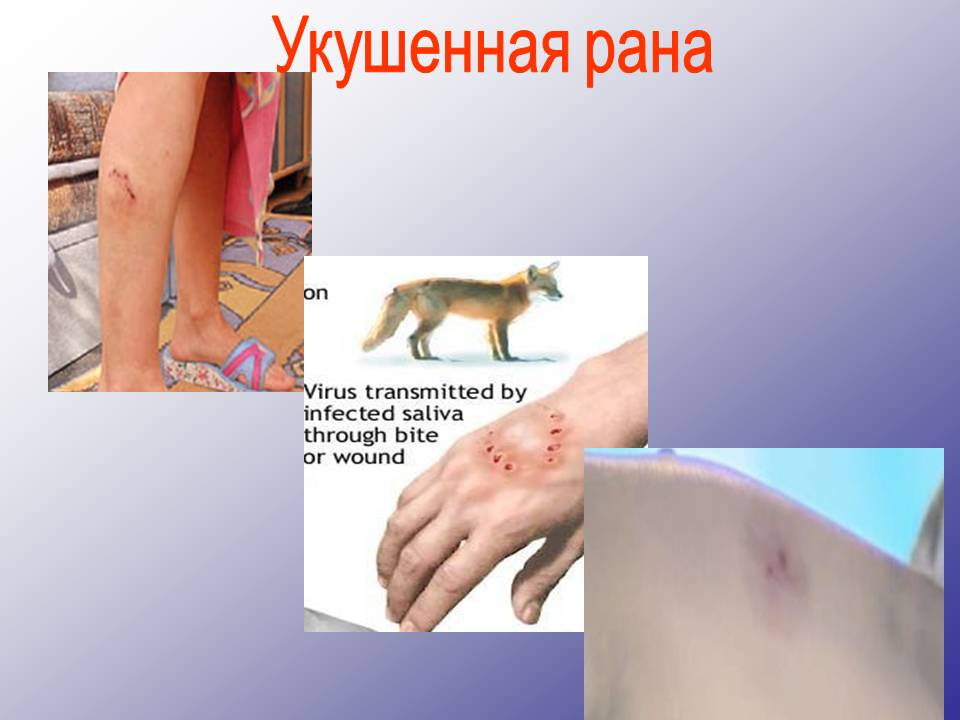 Укушенная рана
on
Virus transmitted by
infected saliva
through bite
or wound